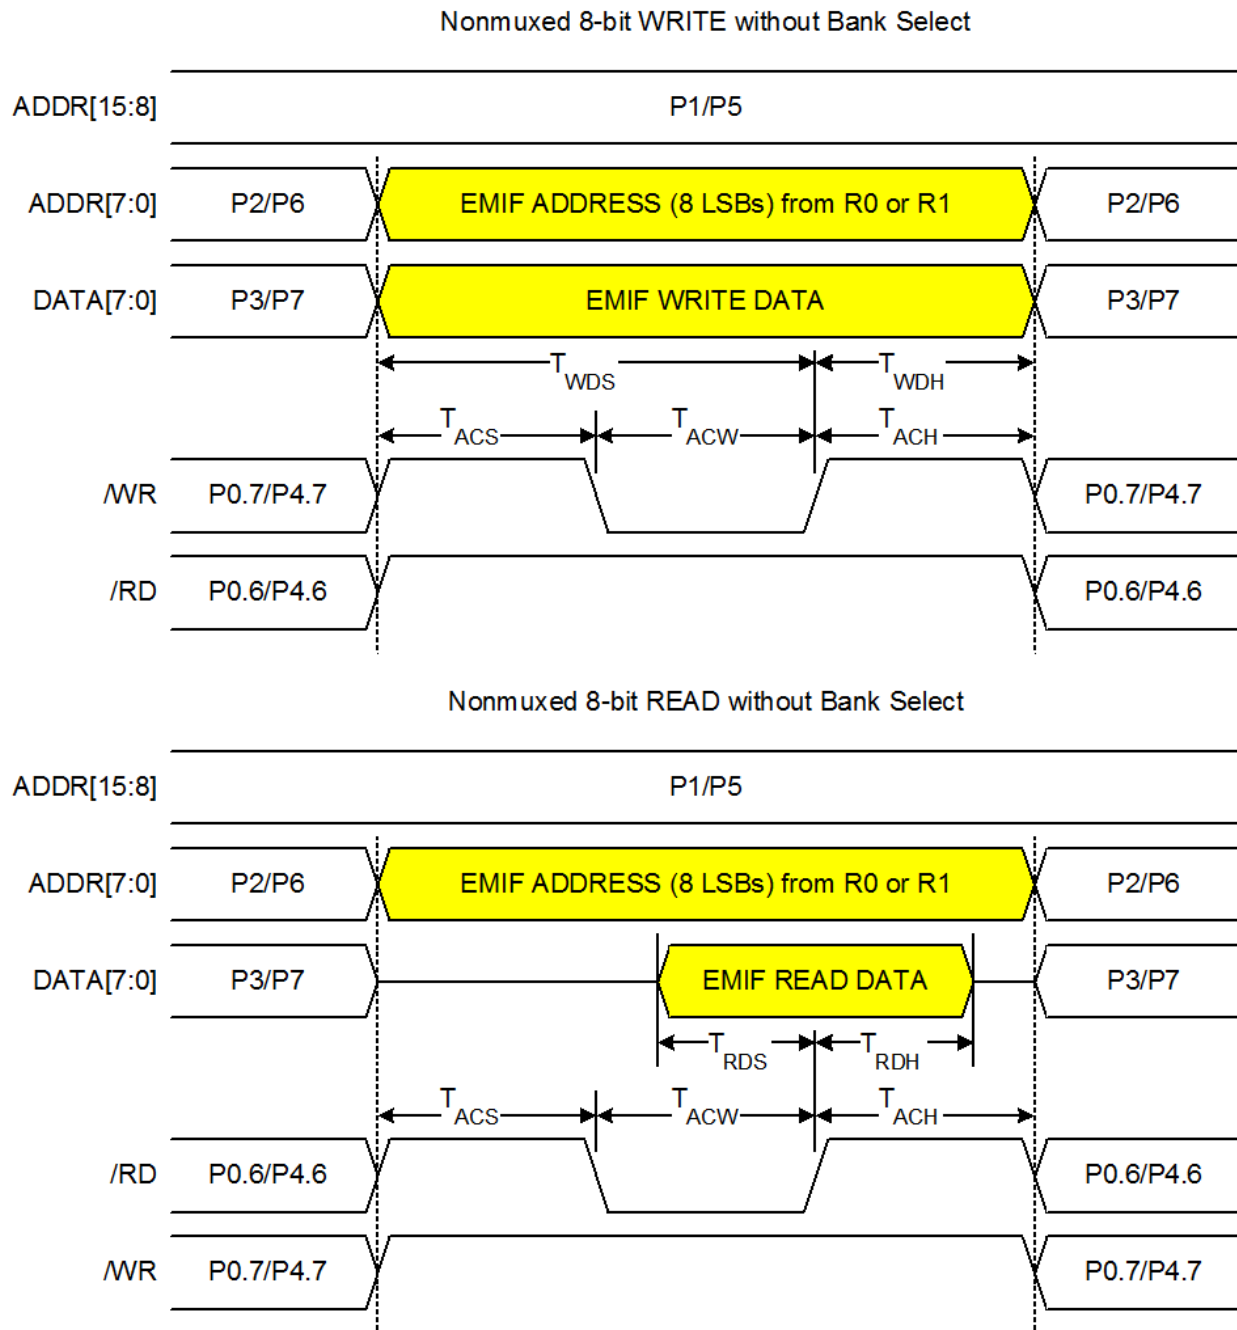 Nonmuxed 8-bit WRITE without Bank Select
ADDR[15:8] P1/P5
ADDR[7:0] P2/P6 EMIF ADDRESS (8 LSBs) from R0 or R1 P2/P6
DATA[7:0] P3/P7 EMIF WRITE DATA P3/P7
TWDS TWDH
TACS TACW TACH
/WR P0.7/P4.7 P0.7/P4.7
/RD P0.6/P4.6 P0.6/P4.6
Nonmuxed 8-bit READ without Bank Select
ADDR[15:8] P1/P5
ADDR[7:0] P2/P6 EMIF ADDRESS (8 LSBs) from R0 or R1 P2/P6
DATA[7:0] P3/P7 EMIF READ DATA P3/P7
TRDS TRDH
TACS TACW TACH
/RD P0.6/P4.6 P0.6/P4.6
/WR P0.7/P4.7 P0.7/P4.7